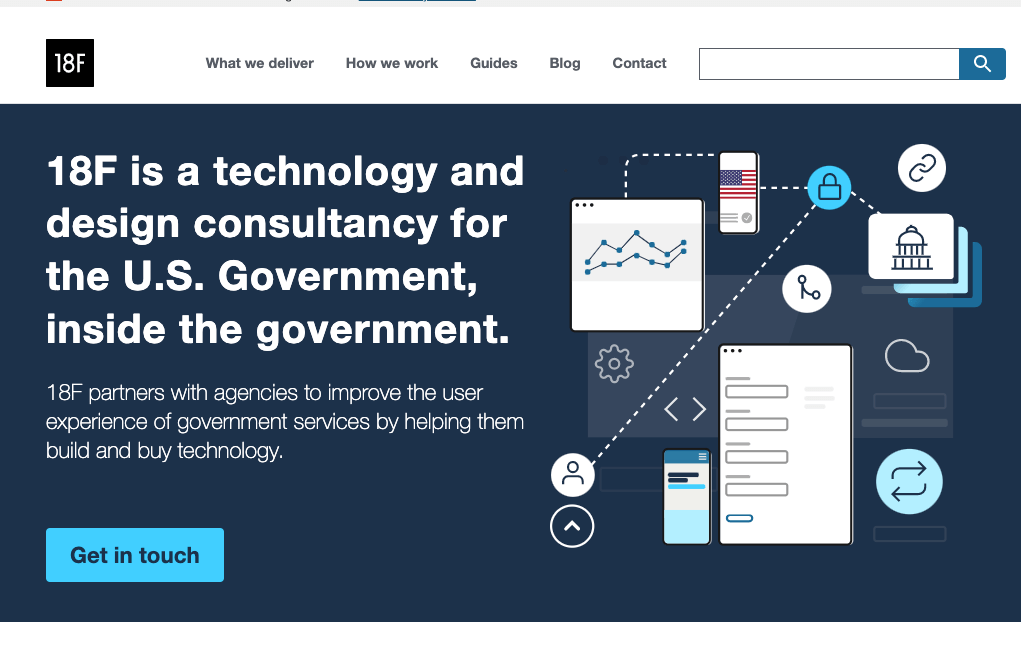 18F
What we deliver
How we work
Guides
Blog
Contact
18F is a technology and
design consultancy for
the U.S. Government,
inside the government.
18F partners with agencies to improve the user
experience of government services by helping them
build and buy technology.
Get in touch